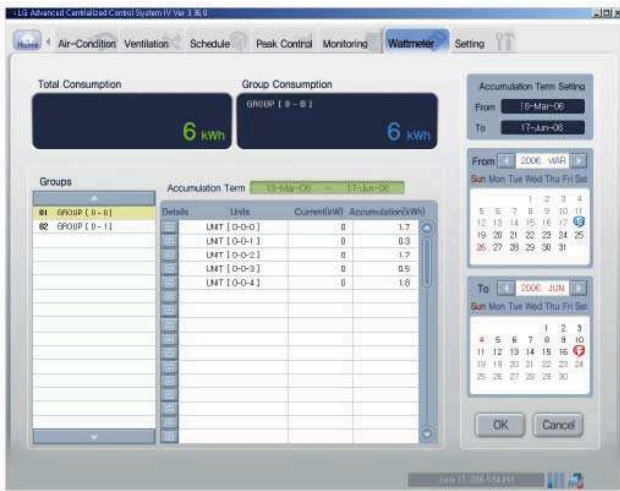 LG Advanced Centralized Control System IV Ver 1.35.0
Home Air-Condition Ventilation Schedule Peak Control Monitoring Wattmeter Setting
Total Consumption
6 kWh
Group Consumption
GROUP [ 0 - 0 ]
6 kWh
Accumulation Term Setting
From 18-Mar-06
To 17-Jun-06
Groups
01 GROUP [ 0 - 0]
02 GROUP [ 0 - 1]
Accumulation Term 18-Mar-06 ~ 17-Jun-06
Details Units Current(kW) Accumulation(kWh)
UNIT [ 0-0-0 ] 0 1.7
UNIT [ 0-0-1 ] 0 0.3
UNIT [ 0-0-2 ] 0 1.7
UNIT [ 0-0-3 ] 0 0.5
UNIT [ 0-0-4 ] 0 1.6
From 2006. MAR
Sun Mon Tue Wed Thu Fri Sat
1 2 3 4
5 6 7 8 9 10 11
12 13 14 15 16 17 18
19 20 21 22 23 24 25
26 27 28 29 30 31
To 2006. JUN
Sun Mon Tue Wed Thu Fri Sat
1 2 3
4 5 6 7 8 9 10
11 12 13 14 15 16 17
18 19 20 21 22 23 24
25 26 27 28 29 30
OK Cancel